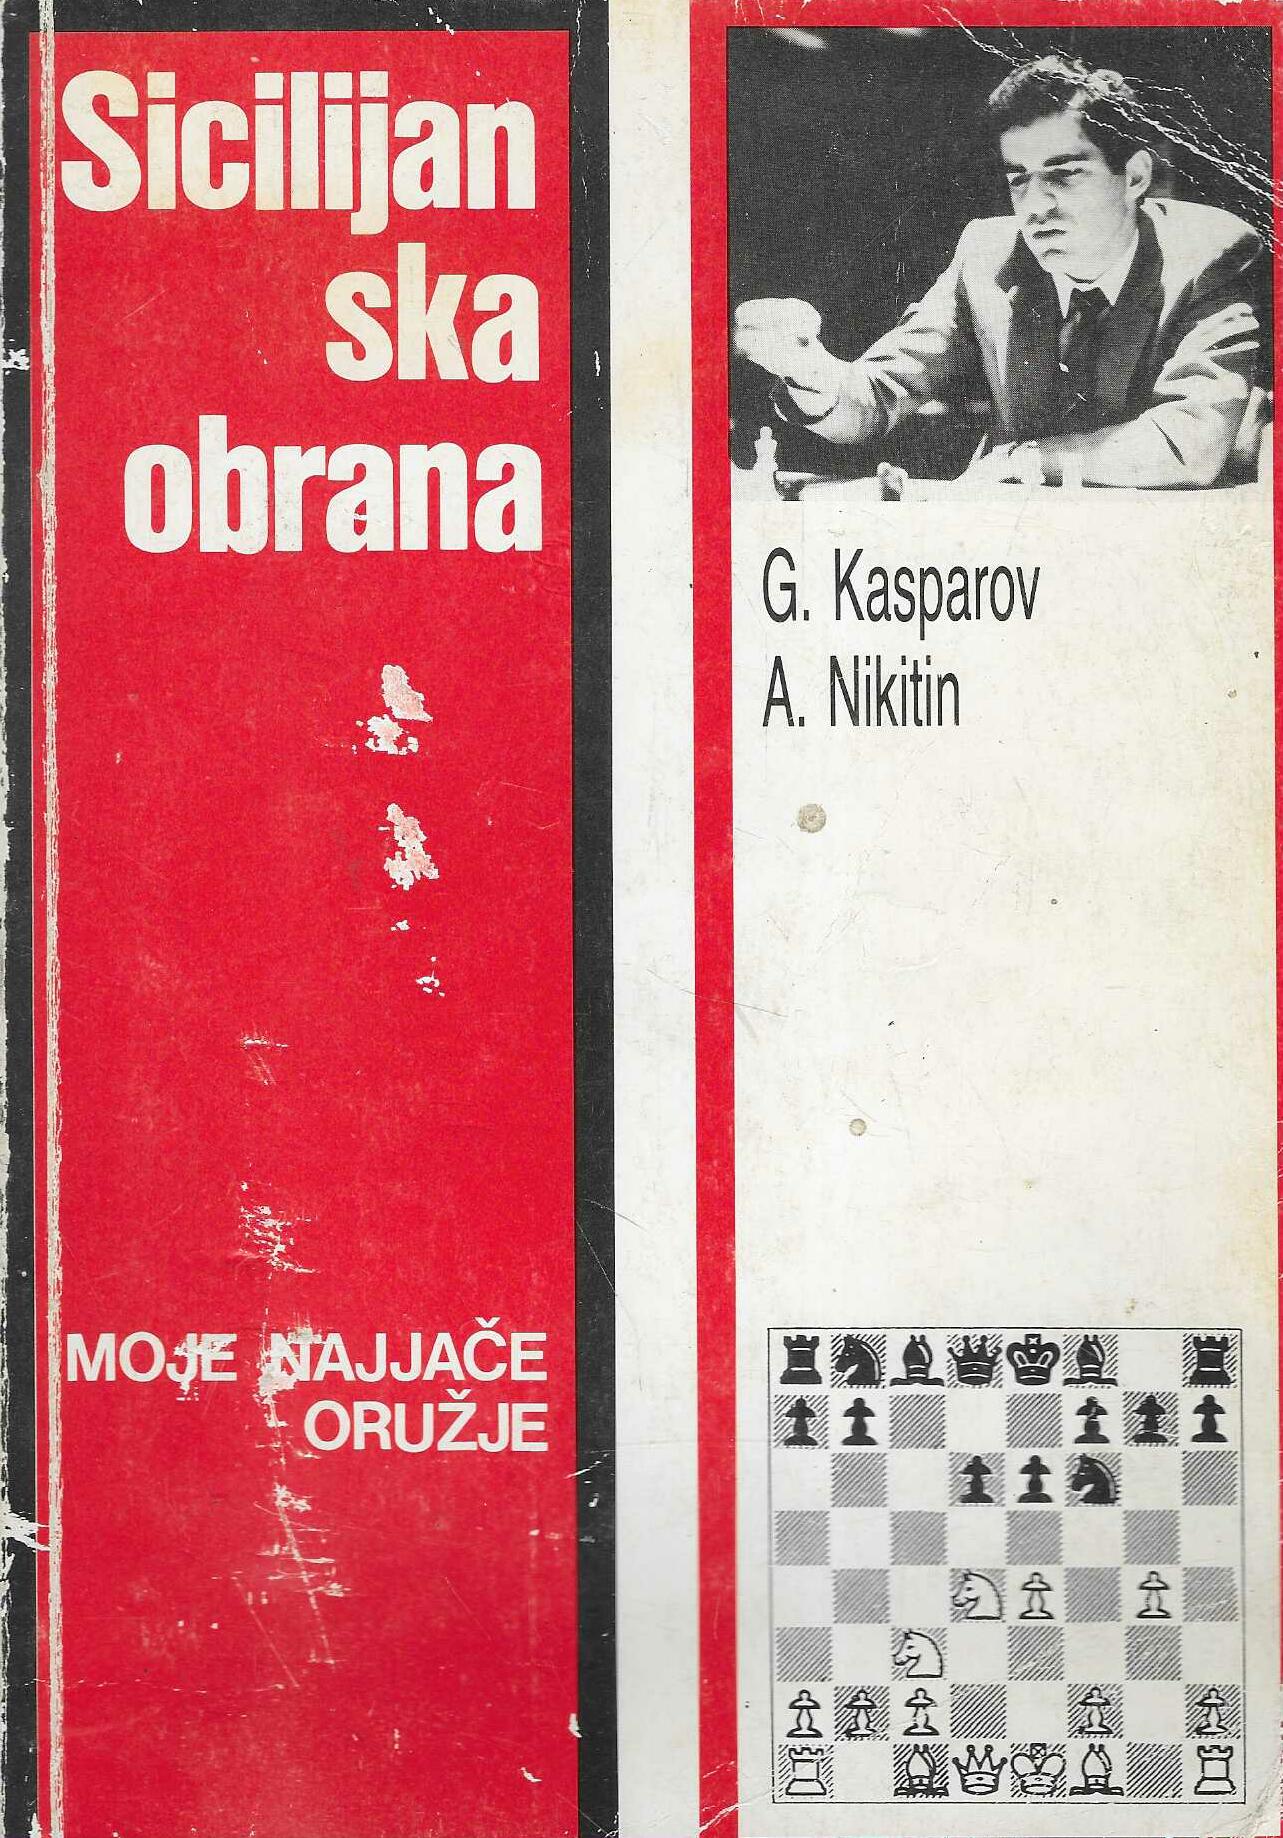 Sicilijan
ska
obrana
G. Kasparov
A. Nikitin
MOJE NAJJAČE
ORUŽJE